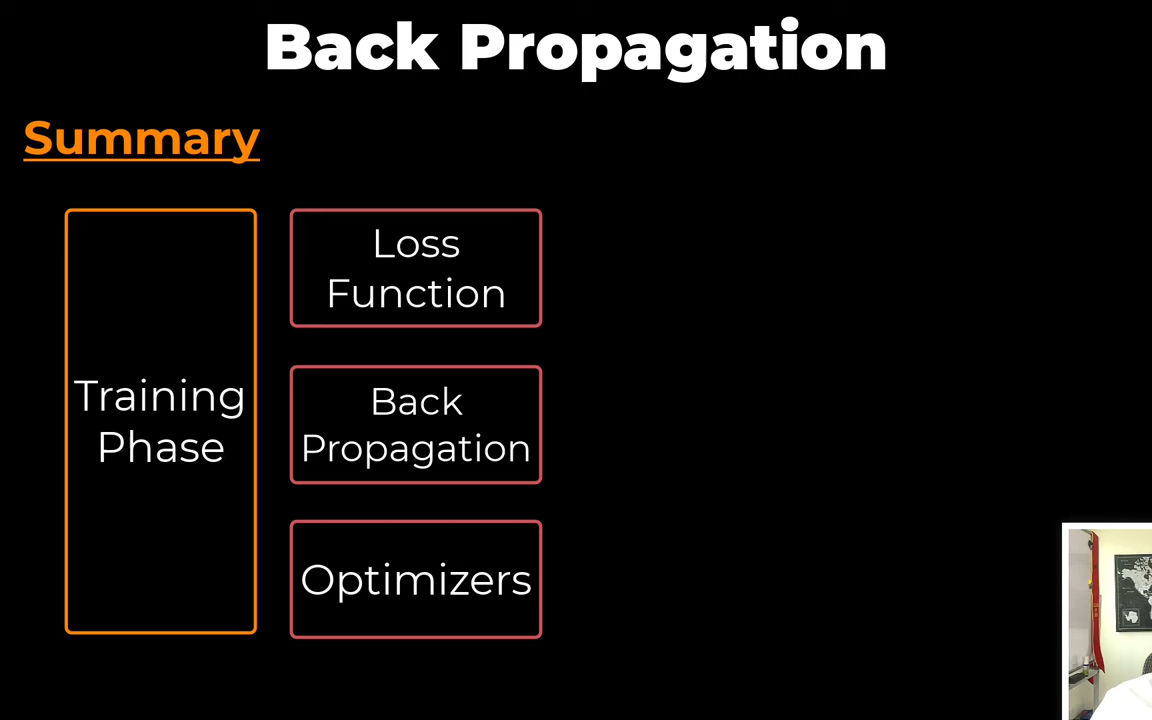 Back Propagation
Summary
Training
Phase
Loss
Function
Back
Propagation
Optimizers